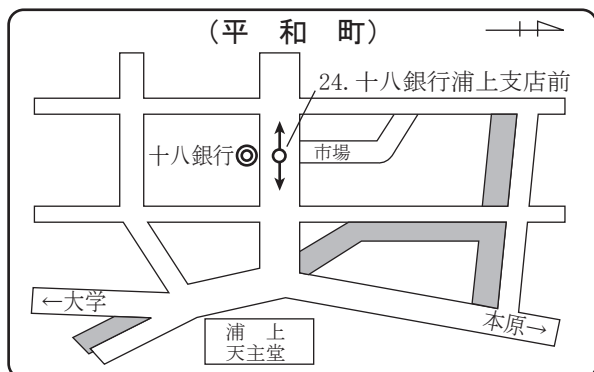 (平和町)
24. 十八銀行浦上支店前
十八銀行
市場
←大学
本原→
浦上
天主堂